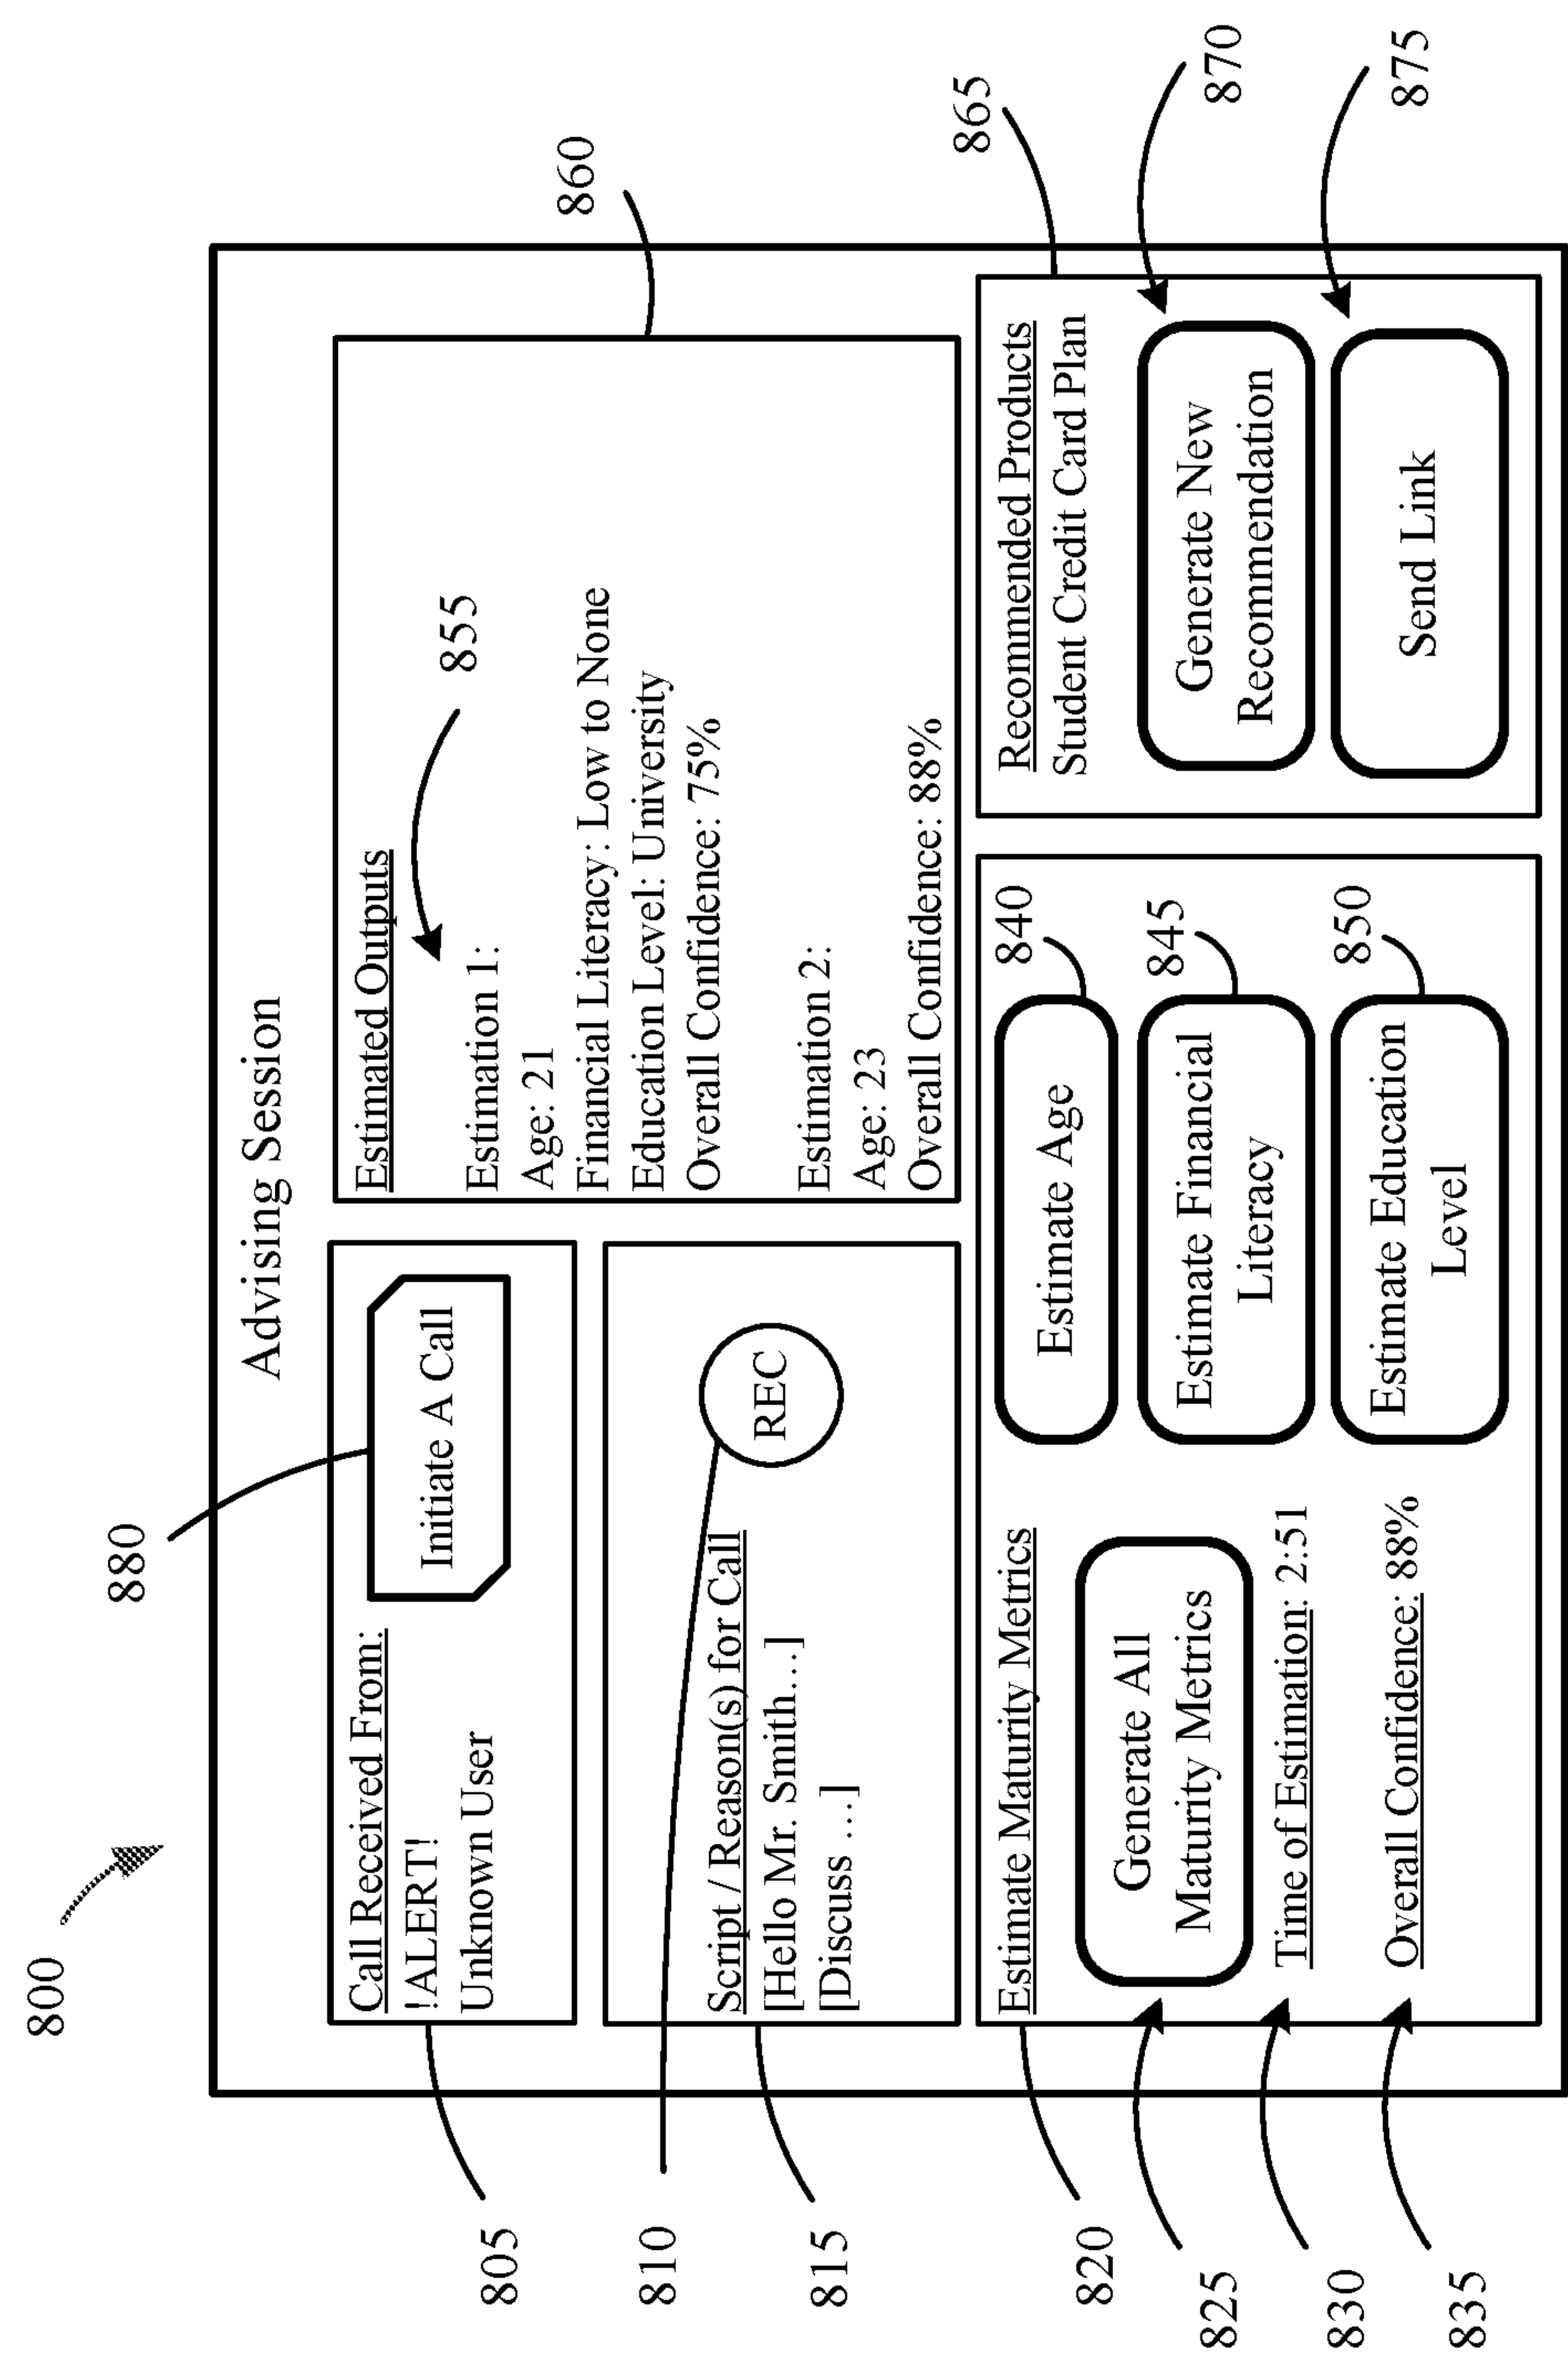 800
Advising Session
880
805
Call Received From:
!ALERT!
Unknown User
Initiate A Call
810
815
Script / Reason(s) for Call
[Hello Mr. Smith…]
[Discuss …]
REC
860
Estimated Outputs
855
Estimation 1:
Age: 21
Financial Literacy: Low to None
Education Level: University
Overall Confidence: 75%
Estimation 2:
Age: 23
Overall Confidence: 88%
820
Estimate Maturity Metrics
825
Generate All
Maturity Metrics
830
Time of Estimation: 2:51
835
Overall Confidence: 88%
840
Estimate Age
845
Estimate Financial
Literacy
850
Estimate Education
Level
865
Recommended Products
Student Credit Card Plan
870
Generate New
Recommendation
875
Send Link